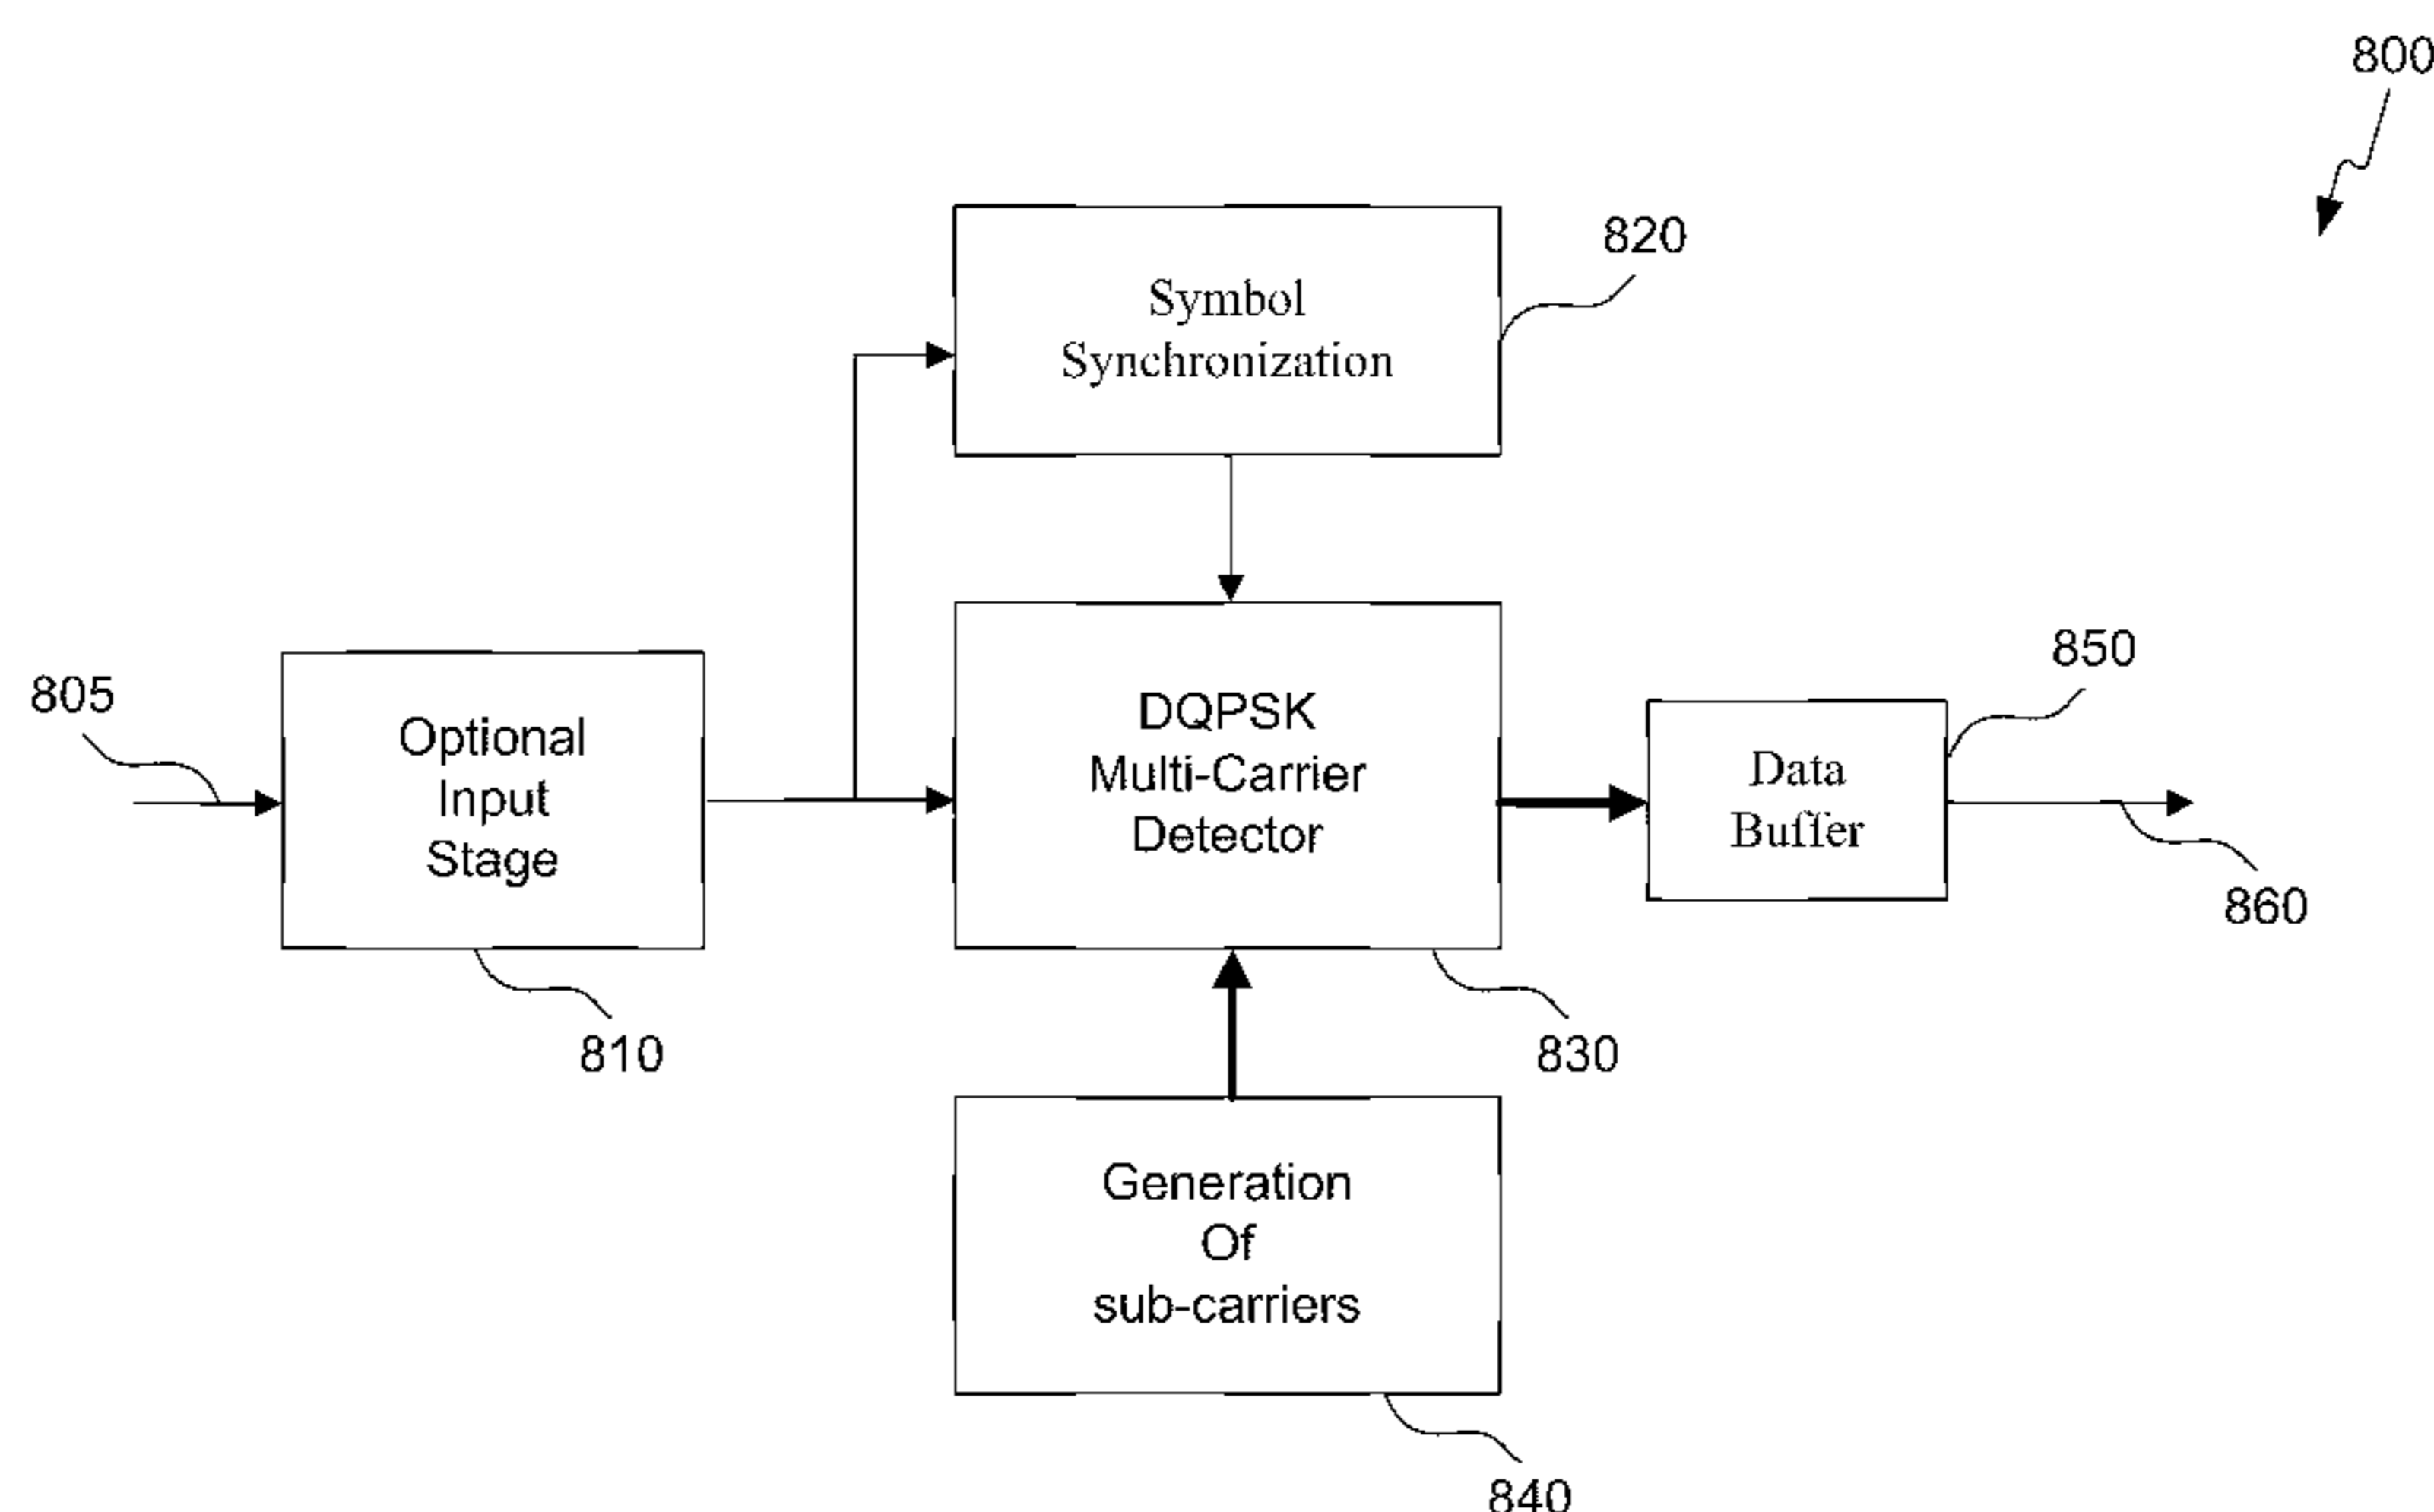 800
820
Symbol
Synchronization
805
Optional
Input
Stage
810
DQPSK
Multi-Carrier
Detector
830
850
Data
Buffer
860
Generation
Of
sub-carriers
840